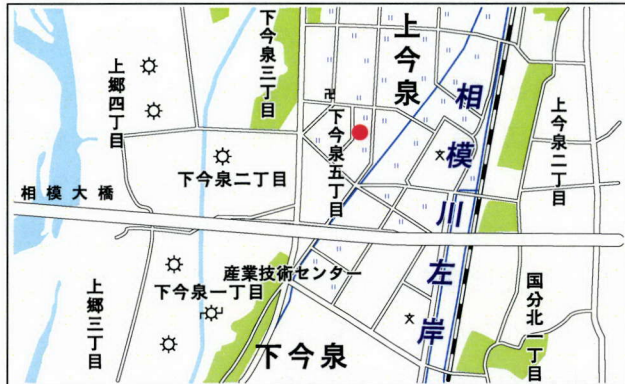 下今泉三丁目
上今泉
上郷四丁目
相模川左岸
上今泉二丁目
下今泉五丁目
下今泉二丁目
相模大橋
産業技術センター
下今泉一丁目
上郷三丁目
国分北一丁目
下今泉